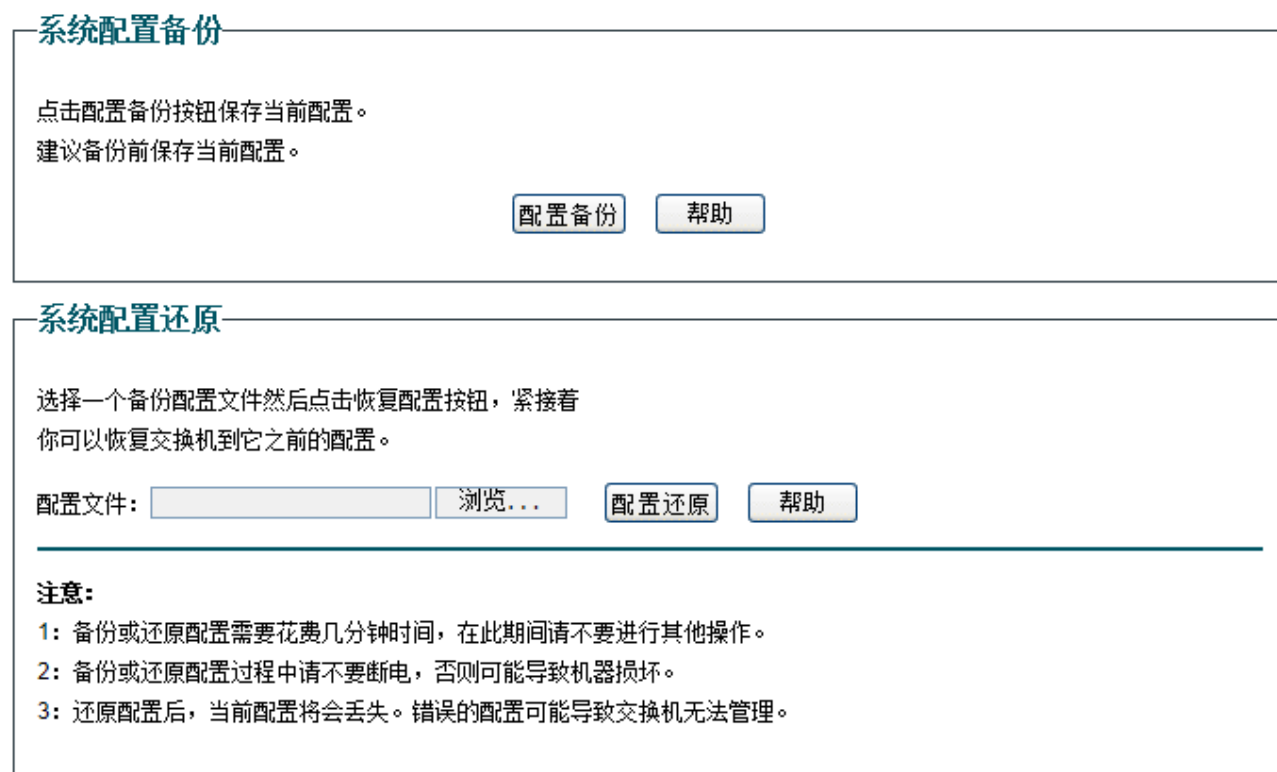 系统配置备份
点击配置备份按钮保存当前配置。
建议备份前保存当前配置。
配置备份 帮助
系统配置还原
选择一个备份配置文件然后点击恢复配置按钮，紧接着
你可以恢复交换机到它之前的配置。
配置文件： 浏览... 配置还原 帮助
注意：
1：备份或还原配置需要花费几分钟时间，在此期间请不要进行其他操作。
2：备份或还原配置过程中请不要断电，否则可能导致机器损坏。
3：还原配置后，当前配置将会丢失。错误的配置可能导致交换机无法管理。